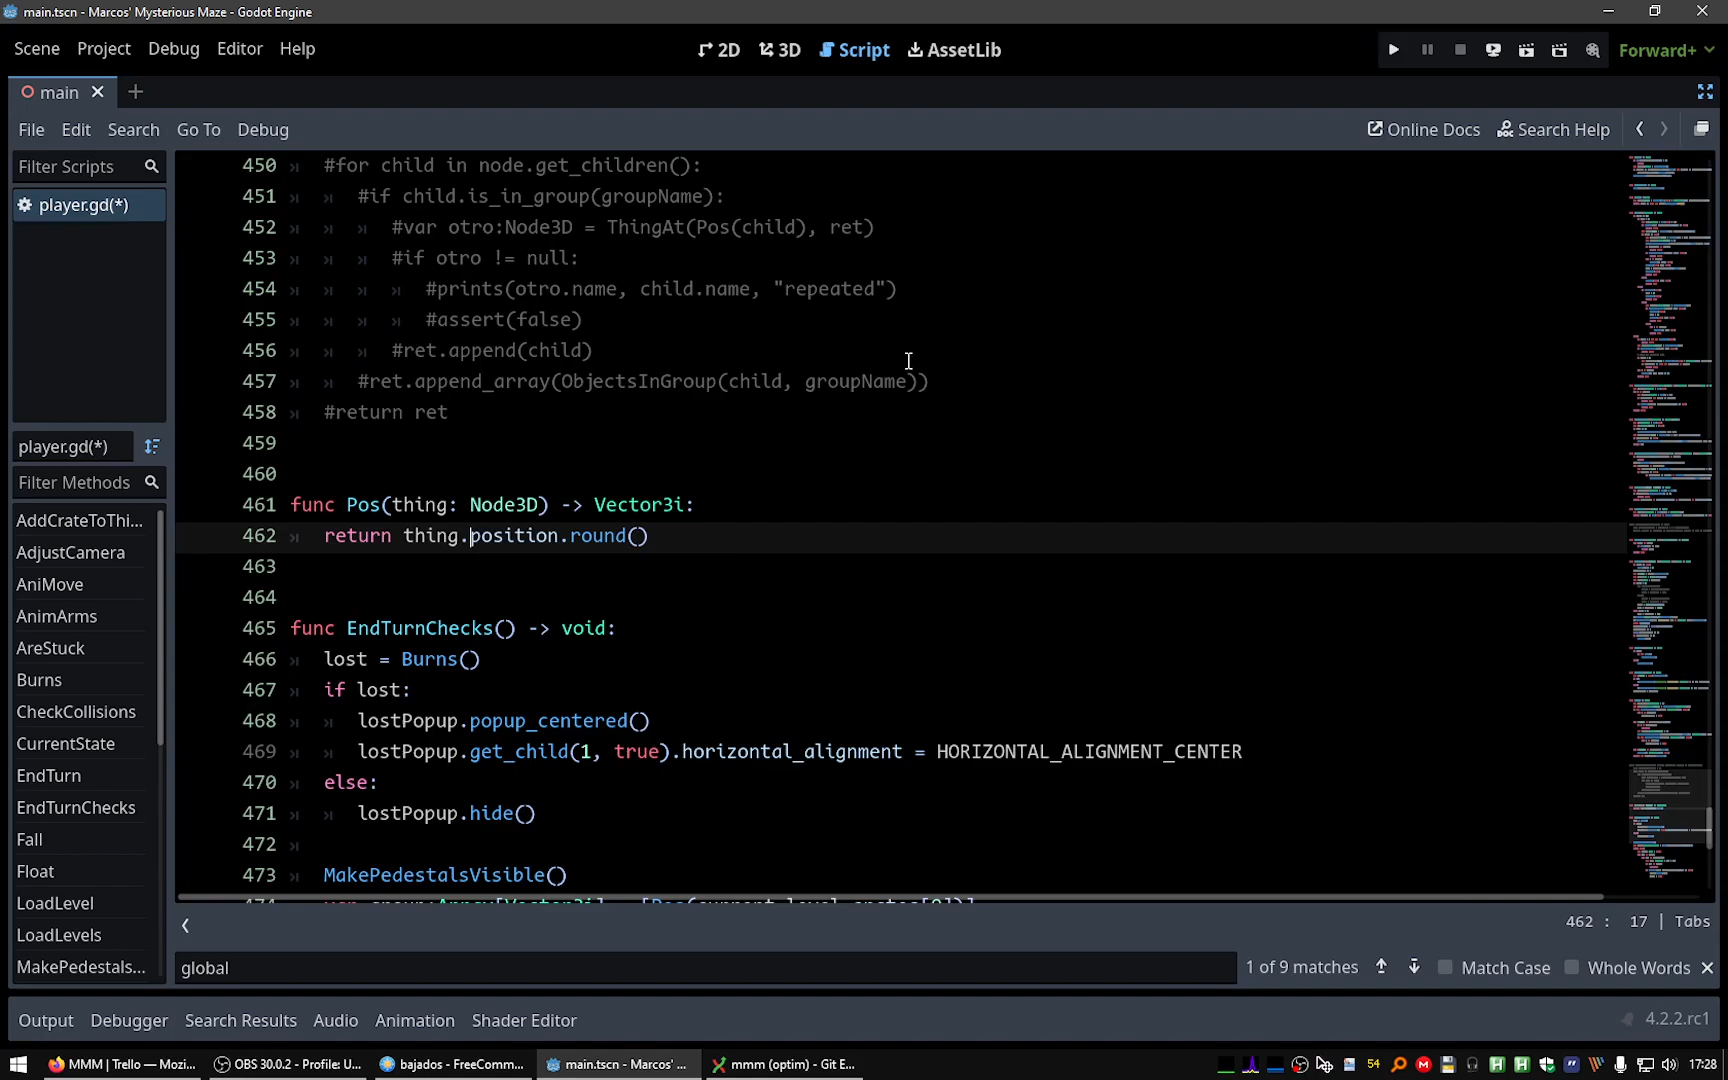 main.tscn - Marcos' Mysterious Maze - Godot Engine
Scene Project Debug Editor Help
2D 3D Script AssetLib
Forward+
main
File Edit Search Go To Debug
Online Docs Search Help
Filter Scripts
player.gd(*)
player.gd(*)
Filter Methods
AddCrateToThi...
AdjustCamera
AniMove
AnimArms
AreStuck
Burns
CheckCollisions
CurrentState
EndTurn
EndTurnChecks
Fall
Float
LoadLevel
LoadLevels
MakePedestals...
450 #for child in node.get_children():
451 #if child.is_in_group(groupName):
452 #var otro:Node3D = ThingAt(Pos(child), ret)
453 #if otro != null:
454 #prints(otro.name, child.name, "repeated")
455 #assert(false)
456 #ret.append(child)
457 #ret.append_array(ObjectsInGroup(child, groupName))
458 #return ret
459
460
461 func Pos(thing: Node3D) -> Vector3i:
462 return thing.position.round()
463
464
465 func EndTurnChecks() -> void:
466 lost = Burns()
467 if lost:
468 lostPopup.popup_centered()
469 lostPopup.get_child(1, true).horizontal_alignment = HORIZONTAL_ALIGNMENT_CENTER
470 else:
471 lostPopup.hide()
472
473 MakePedestalsVisible()
462 : 17 | Tabs
global
1 of 9 matches Match Case Whole Words
Output Debugger Search Results Audio Animation Shader Editor
4.2.2.rc1
MMM | Trello — Mozi... OBS 30.0.2 - Profile: U... bajados - FreeComm... main.tscn - Marcos' ... mmm (optim) - Git E... 54 17:28